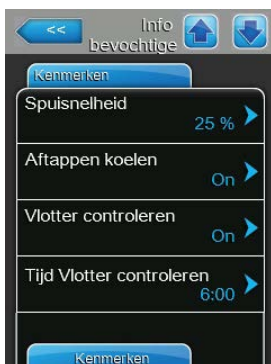 <<
Info
bevochtige
Kenmerken
Spuisnelheid
25 %
Aftappen koelen
On
Vlotter controleren
On
Tijd Vlotter controleren
6:00
Kenmerken